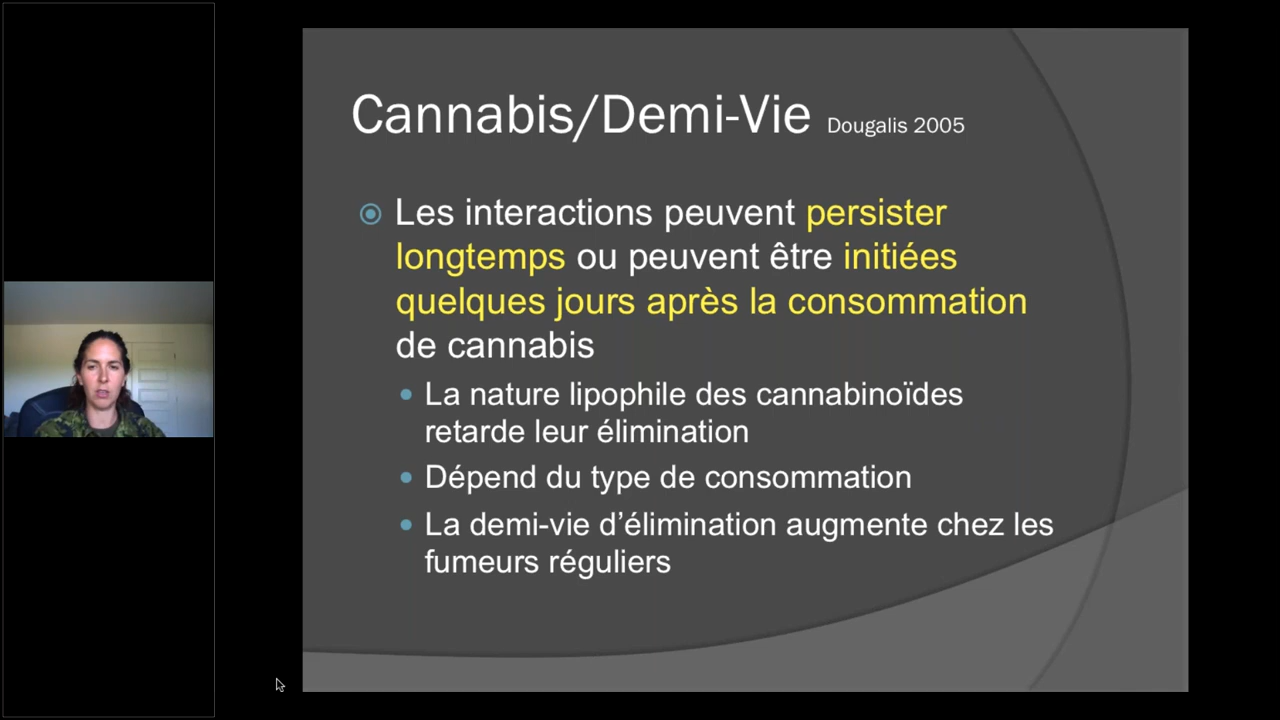 Cannabis/Demi-Vie Dougalis 2005
Les interactions peuvent persister
longtemps ou peuvent être initiées
quelques jours après la consommation
de cannabis
La nature lipophile des cannabinoïdes
retarde leur élimination
Dépend du type de consommation
La demi-vie d’élimination augmente chez les
fumeurs réguliers